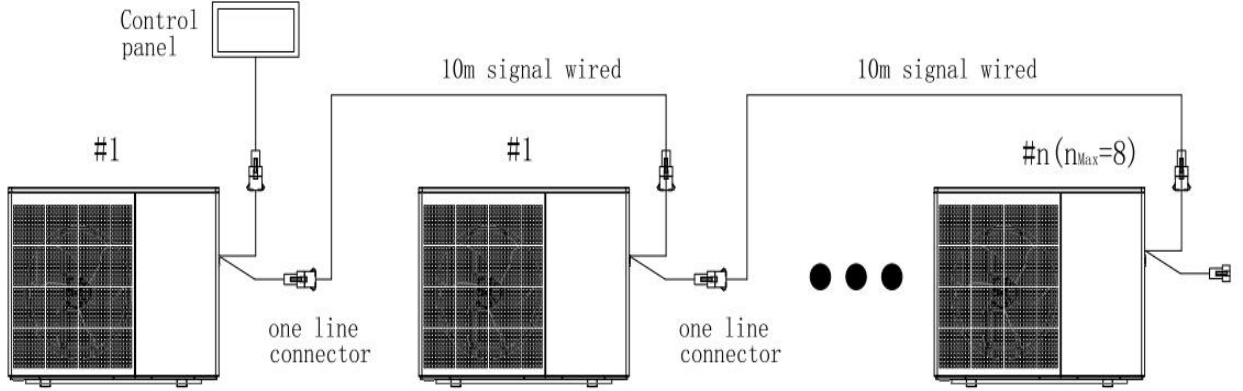 Control
panel
10m signal wired
10m signal wired
#1
#1
#n(nMax=8)
one line
connector
one line
connector